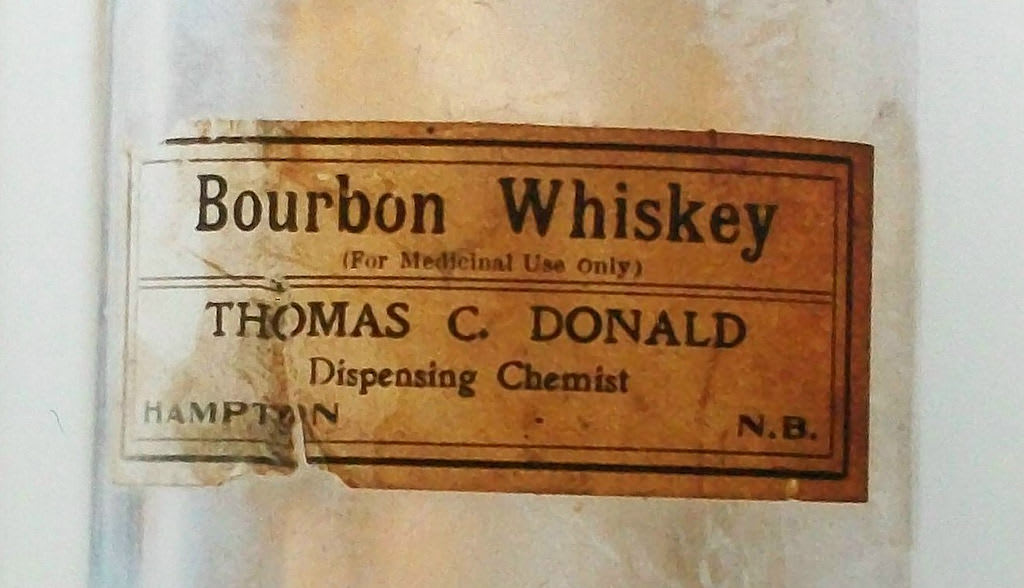 Bourbon Whiskey
(For Medicinal Use Only)
THOMAS C. DONALD
Dispensing Chemist
HAMPTON N.B.